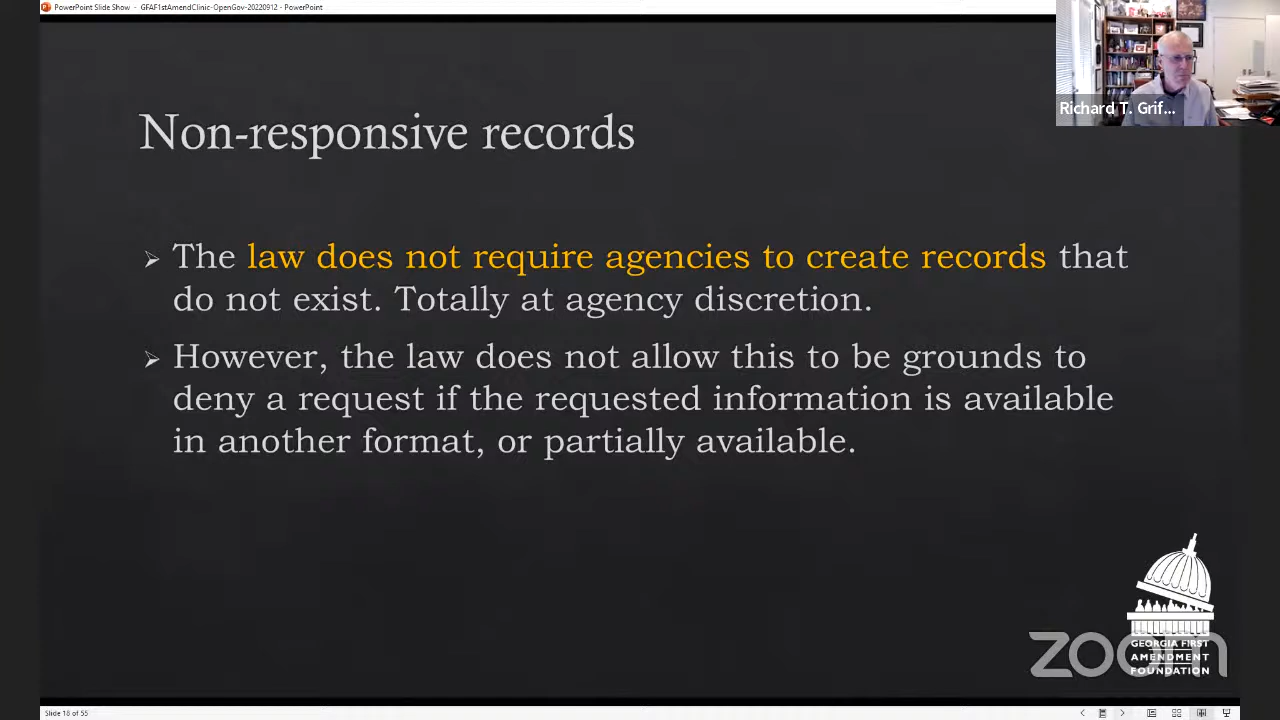 PowerPoint Slide Show - GFAF1stAmendClinic-OpenGov-20220912 - PowerPoint
Richard T. Grif...
Non-responsive records
The law does not require agencies to create records that
do not exist. Totally at agency discretion.
However, the law does not allow this to be grounds to
deny a request if the requested information is available
in another format, or partially available.
zoom
GEORGIA FIRST
AMENDMENT
FOUNDATION
Slide 18 of 55